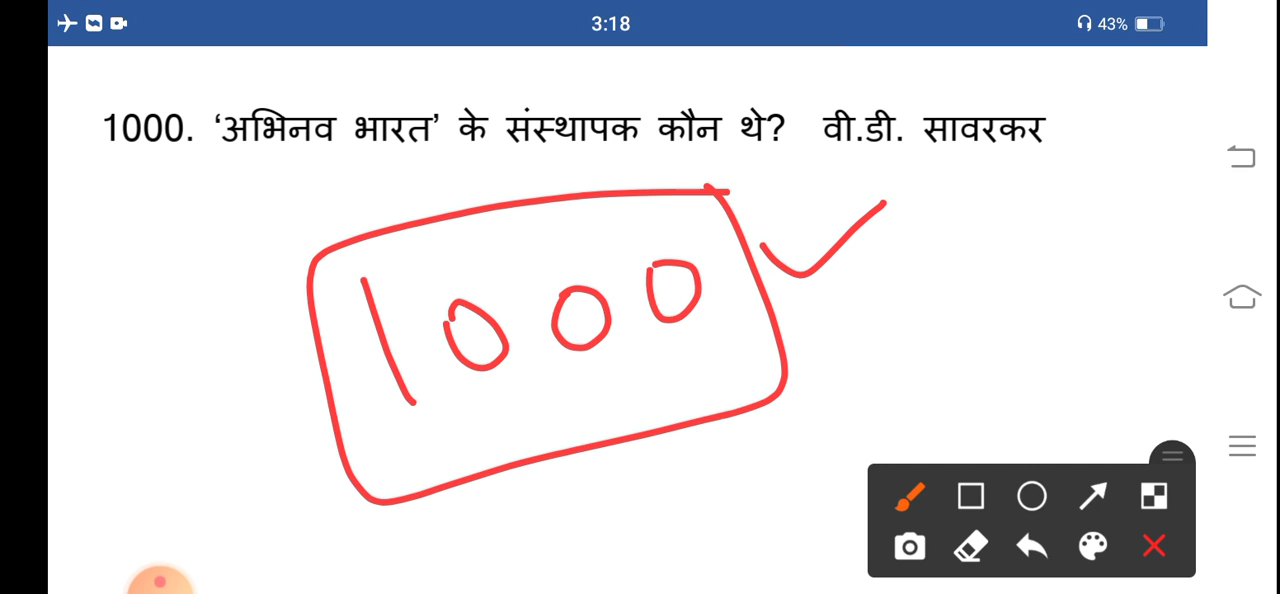 3:18
43%
1000. ‘अभिनव भारत’ के संस्थापक कौन थे? वी.डी. सावरकर
1000